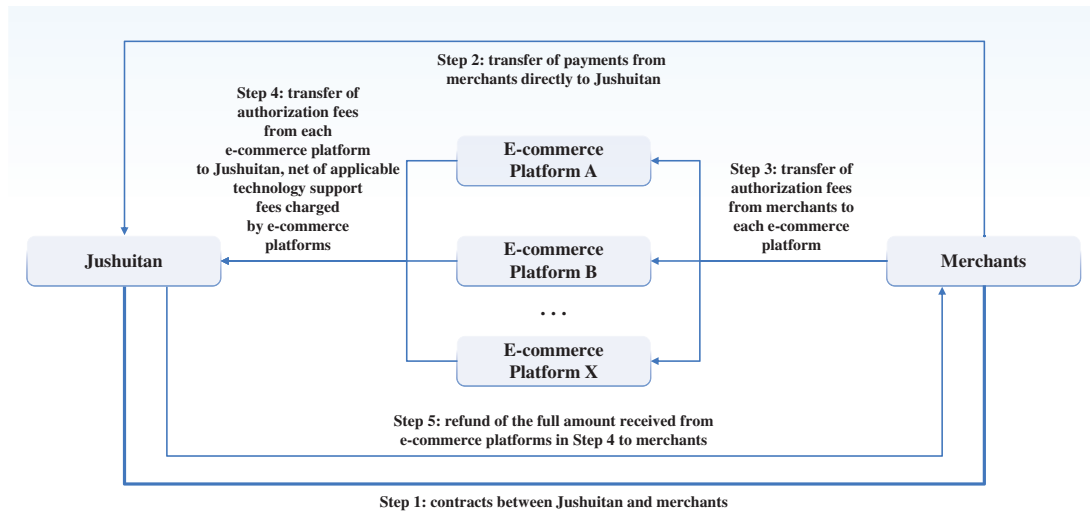 Step 2: transfer of payments from
merchants directly to Jushuitan
Step 4: transfer of
authorization fees
from each
e-commerce platform
to Jushuitan, net of applicable
technology support
fees charged
by e-commerce
platforms
E-commerce
Platform A
Step 3: transfer of
authorization fees
from merchants to
each e-commerce
platform
Jushuitan
E-commerce
Platform B
Merchants
. . .
E-commerce
Platform X
Step 5: refund of the full amount received from
e-commerce platforms in Step 4 to merchants
Step 1: contracts between Jushuitan and merchants